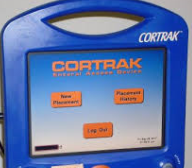 CORTRAK
CORTRAK
Enteral Access Device
New
Placement
Placement
History
Log Out